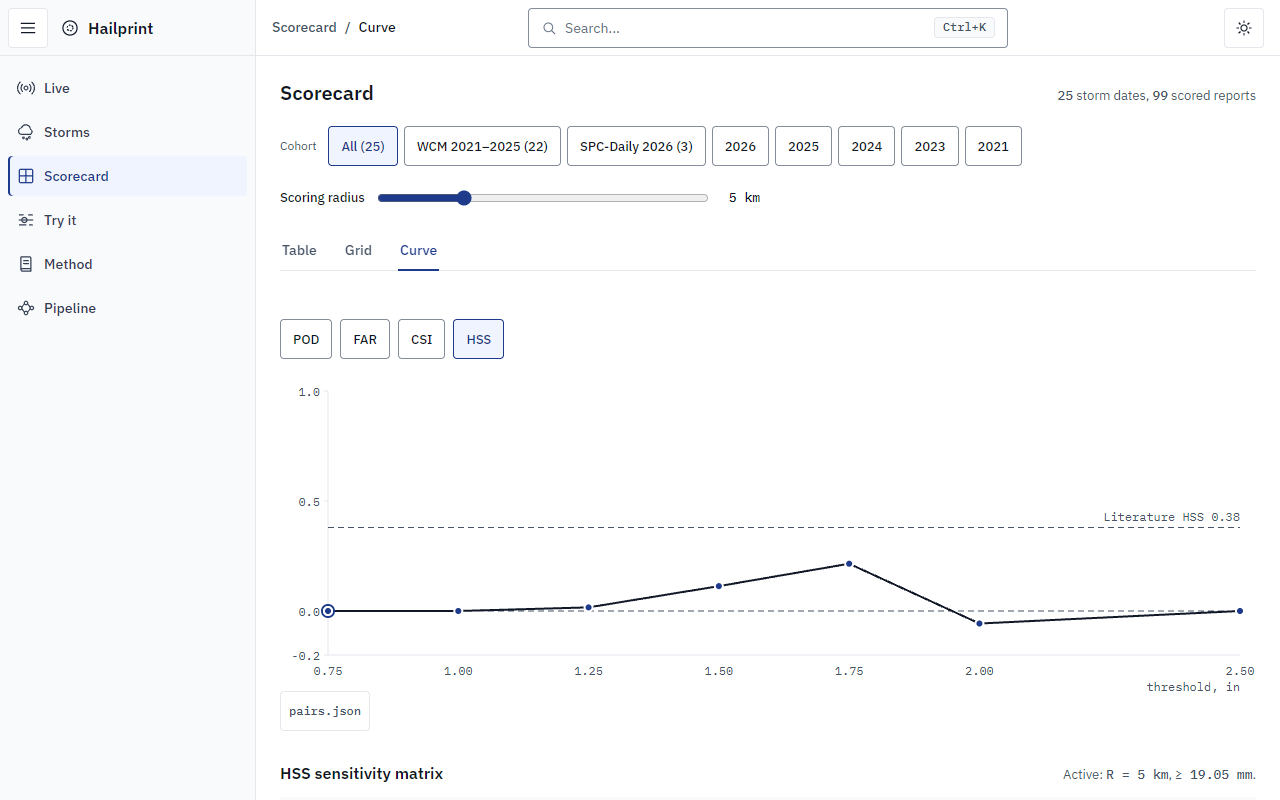 Hailprint
Scorecard / Curve
Search...
Ctrl+K
Live
Storms
Scorecard
Try it
Method
Pipeline
Scorecard
25 storm dates, 99 scored reports
Cohort
All (25)
WCM 2021–2025 (22)
SPC-Daily 2026 (3)
2026
2025
2024
2023
2021
Scoring radius
5 km
Table
Grid
Curve
POD
FAR
CSI
HSS
1.0
0.5
Literature HSS 0.38
0.0
-0.2
0.75
1.00
1.25
1.50
1.75
2.00
2.50
threshold, in
pairs.json
HSS sensitivity matrix
Active: R = 5 km, ≥ 19.05 mm.